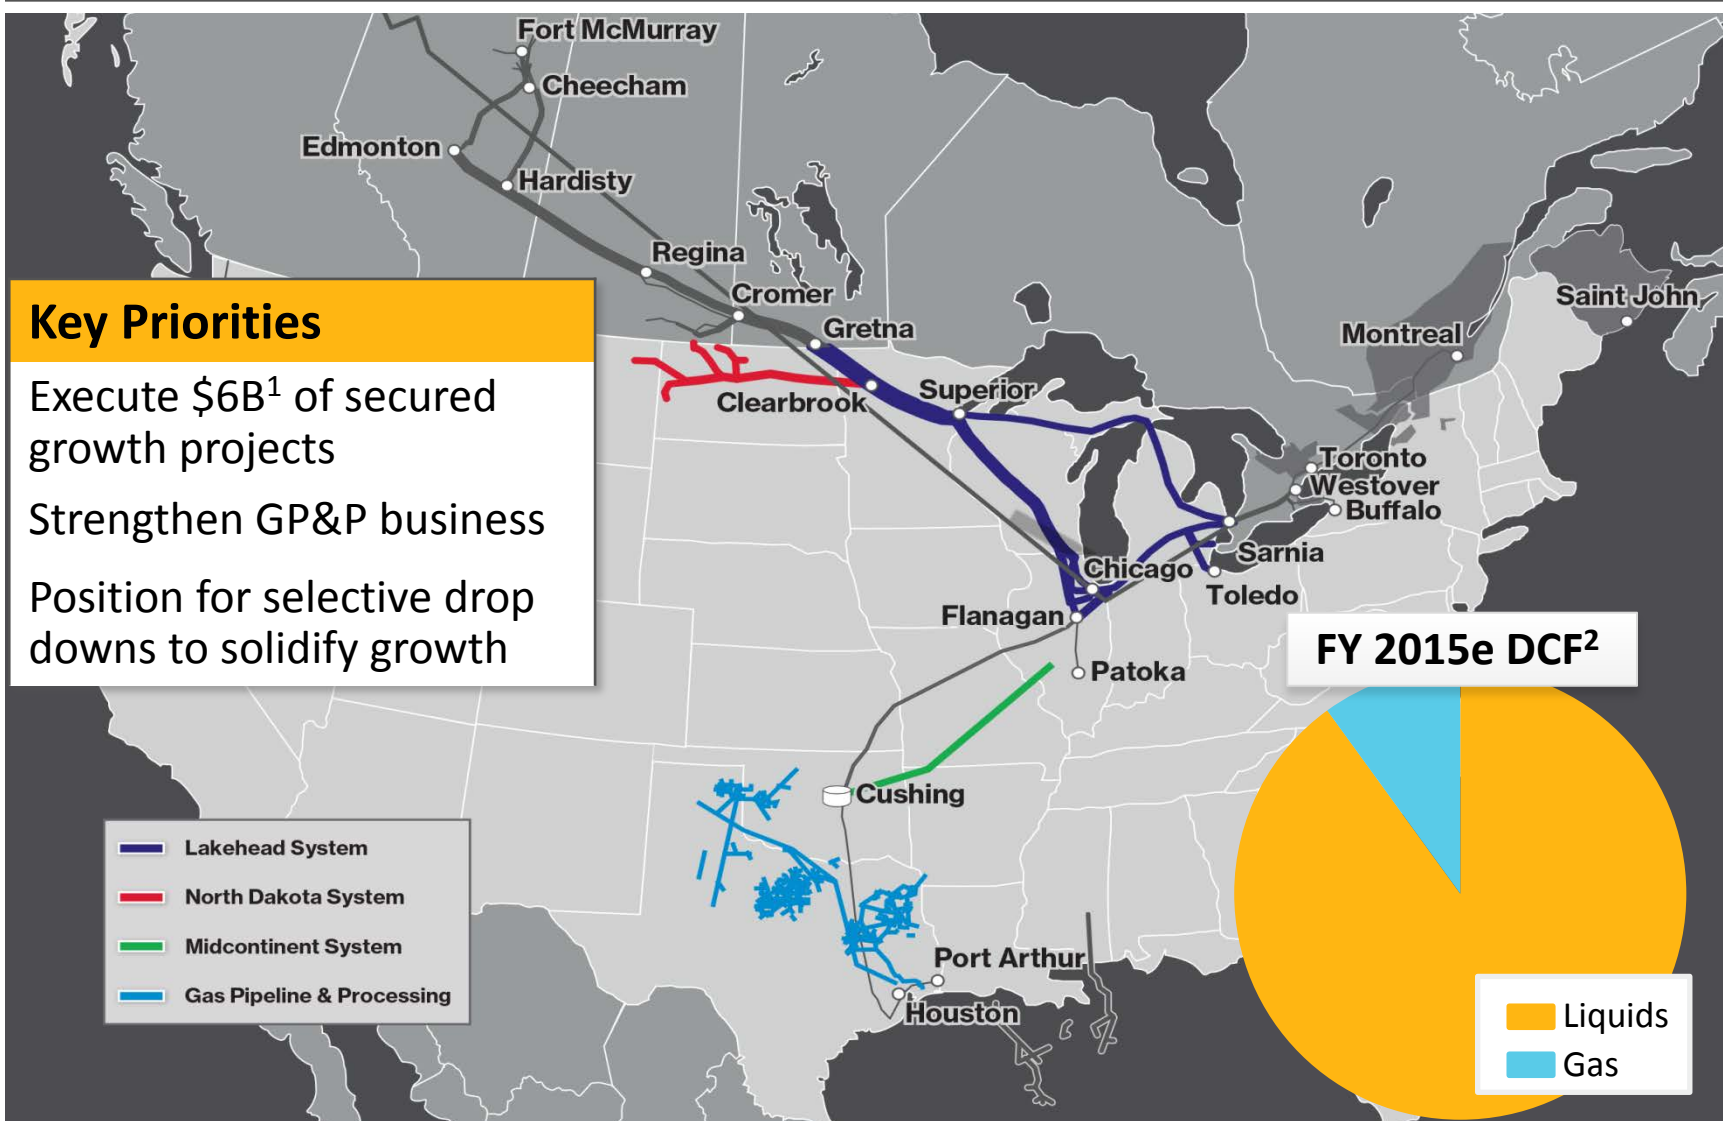 Fort McMurray
Cheecham
Edmonton
Hardisty
Regina
Cromer
Gretna
Saint John
Montreal
Key Priorities
Execute $6B¹ of secured
growth projects
Strengthen GP&P business
Position for selective drop
downs to solidify growth
Clearbrook
Superior
Toronto
Westover
Buffalo
Sarnia
Chicago
Toledo
Flanagan
Patoka
FY 2015e DCF²
Cushing
Lakehead System
North Dakota System
Midcontinent System
Gas Pipeline & Processing
Port Arthur
Houston
Liquids
Gas